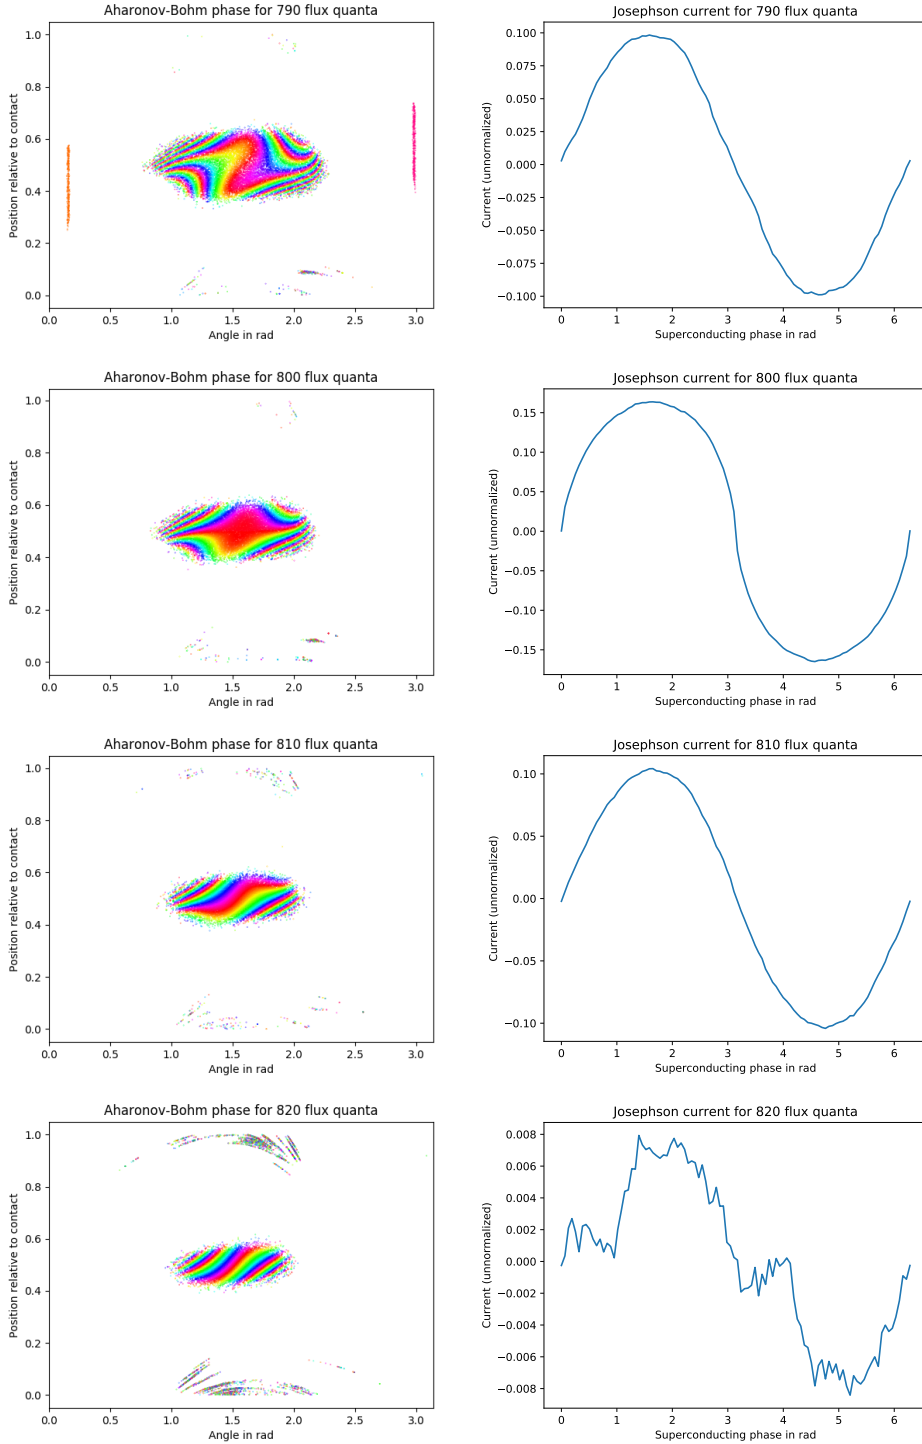 Aharonov-Bohm phase for 790 flux quanta
Position relative to contact
1.0
0.8
0.6
0.4
0.2
0.0
0.0 0.5 1.0 1.5 2.0 2.5 3.0
Angle in rad
Josephson current for 790 flux quanta
Current (unnormalized)
0.100
0.075
0.050
0.025
0.000
−0.025
−0.050
−0.075
−0.100
0 1 2 3 4 5 6
Superconducting phase in rad
Aharonov-Bohm phase for 800 flux quanta
Position relative to contact
1.0
0.8
0.6
0.4
0.2
0.0
0.0 0.5 1.0 1.5 2.0 2.5 3.0
Angle in rad
Josephson current for 800 flux quanta
Current (unnormalized)
0.15
0.10
0.05
0.00
−0.05
−0.10
−0.15
0 1 2 3 4 5 6
Superconducting phase in rad
Aharonov-Bohm phase for 810 flux quanta
Position relative to contact
1.0
0.8
0.6
0.4
0.2
0.0
0.0 0.5 1.0 1.5 2.0 2.5 3.0
Angle in rad
Josephson current for 810 flux quanta
Current (unnormalized)
0.10
0.05
0.00
−0.05
−0.10
0 1 2 3 4 5 6
Superconducting phase in rad
Aharonov-Bohm phase for 820 flux quanta
Position relative to contact
1.0
0.8
0.6
0.4
0.2
0.0
0.0 0.5 1.0 1.5 2.0 2.5 3.0
Angle in rad
Josephson current for 820 flux quanta
Current (unnormalized)
0.008
0.006
0.004
0.002
0.000
−0.002
−0.004
−0.006
−0.008
0 1 2 3 4 5 6
Superconducting phase in rad